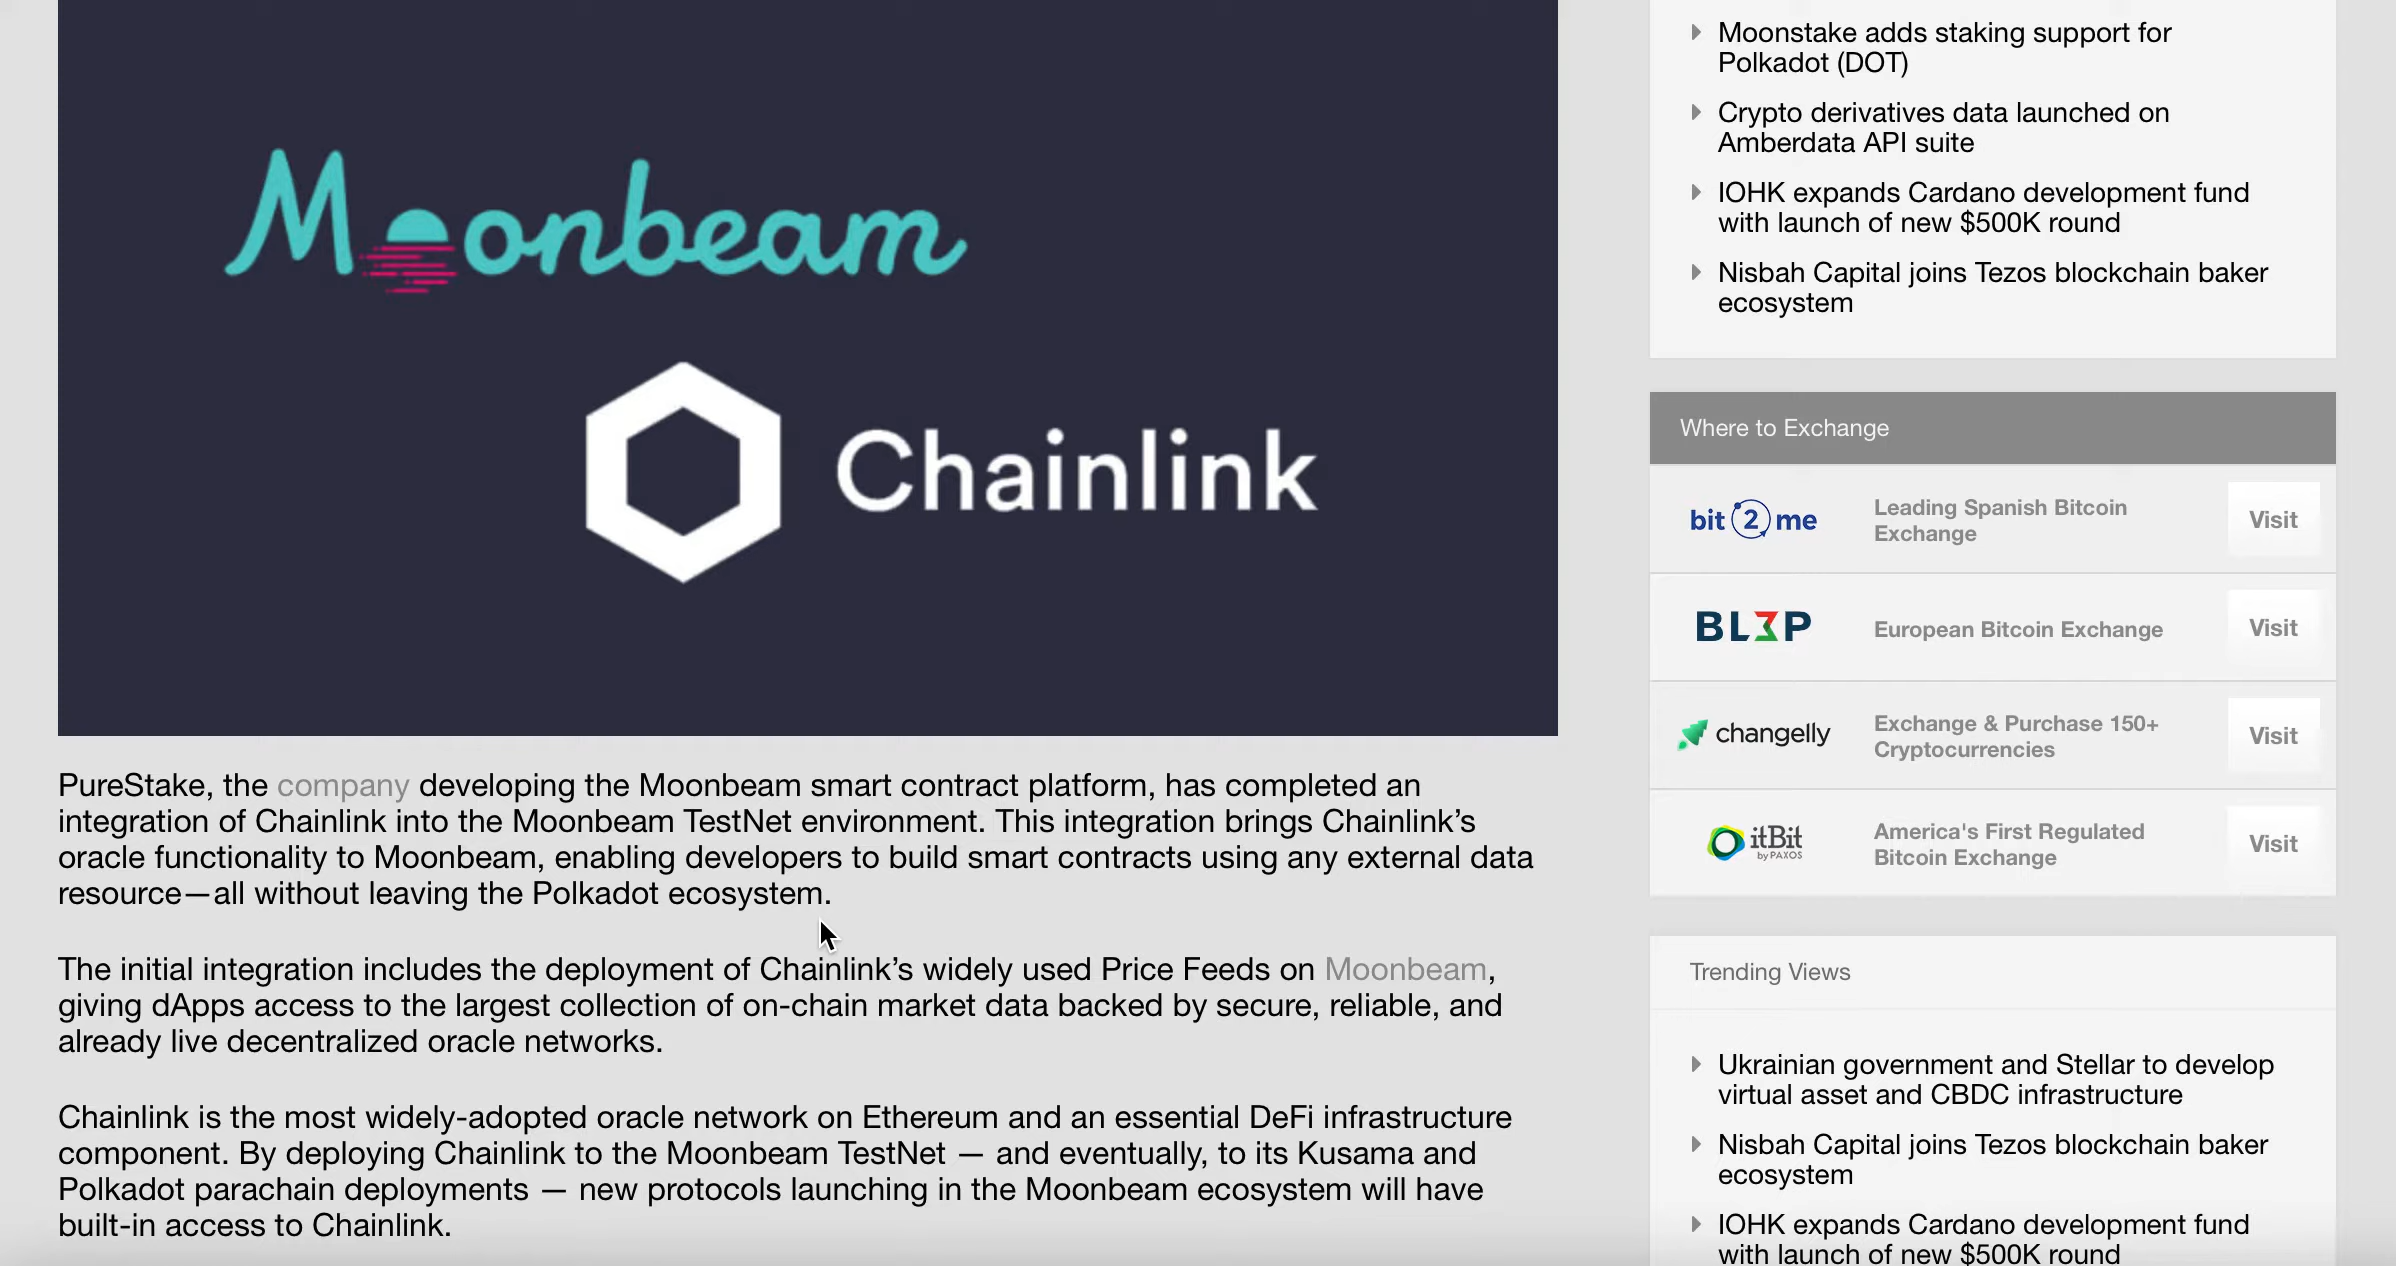 Moonbeam
Chainlink
PureStake, the company developing the Moonbeam smart contract platform, has completed an
integration of Chainlink into the Moonbeam TestNet environment. This integration brings Chainlink’s
oracle functionality to Moonbeam, enabling developers to build smart contracts using any external data
resource—all without leaving the Polkadot ecosystem.
The initial integration includes the deployment of Chainlink’s widely used Price Feeds on Moonbeam,
giving dApps access to the largest collection of on-chain market data backed by secure, reliable, and
already live decentralized oracle networks.
Chainlink is the most widely-adopted oracle network on Ethereum and an essential DeFi infrastructure
component. By deploying Chainlink to the Moonbeam TestNet — and eventually, to its Kusama and
Polkadot parachain deployments — new protocols launching in the Moonbeam ecosystem will have
built-in access to Chainlink.
Moonstake adds staking support for
Polkadot (DOT)
Crypto derivatives data launched on
Amberdata API suite
IOHK expands Cardano development fund
with launch of new $500K round
Nisbah Capital joins Tezos blockchain baker
ecosystem
Where to Exchange
bit2me
Leading Spanish Bitcoin
Exchange
Visit
BL3P
European Bitcoin Exchange
Visit
changelly
Exchange & Purchase 150+
Cryptocurrencies
Visit
itBit
by PAXOS
America's First Regulated
Bitcoin Exchange
Visit
Trending Views
Ukrainian government and Stellar to develop
virtual asset and CBDC infrastructure
Nisbah Capital joins Tezos blockchain baker
ecosystem
IOHK expands Cardano development fund
with launch of new $500K round